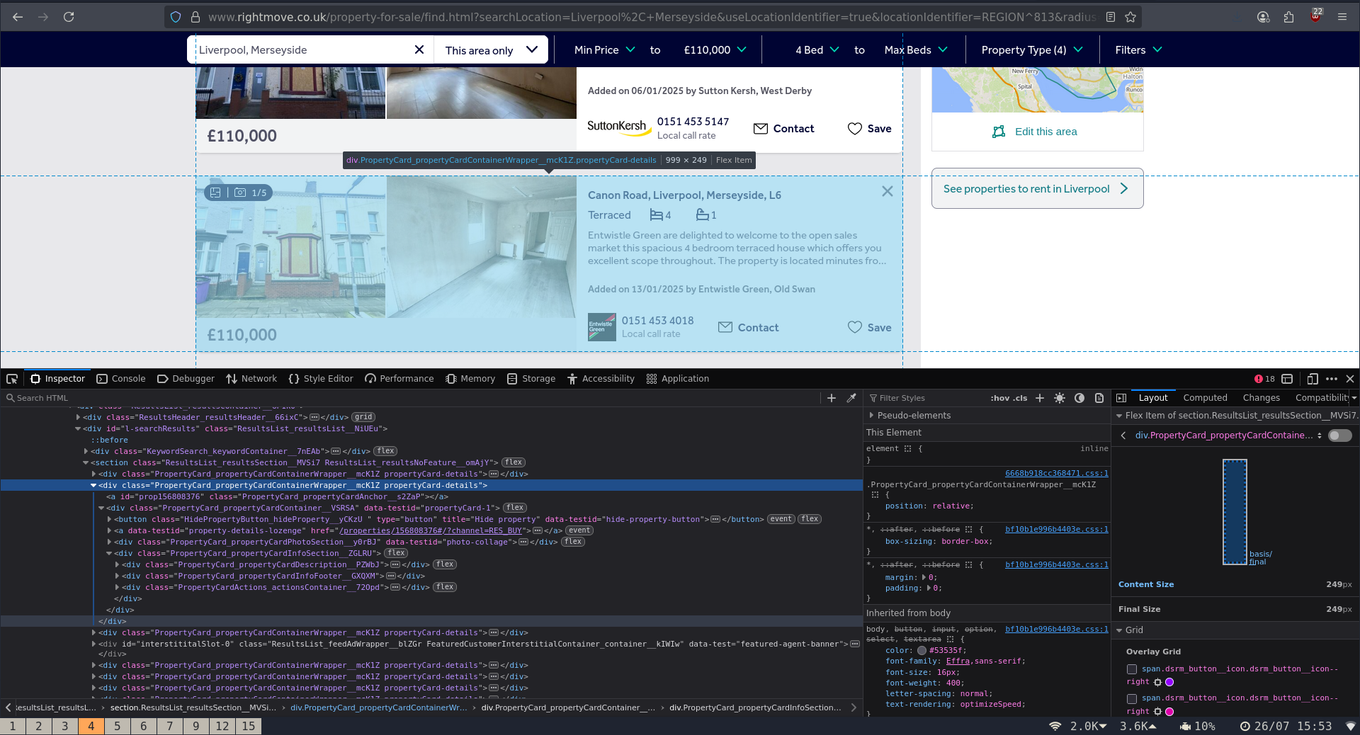 www.rightmove.co.uk/property-for-sale/find.html?searchLocation=Liverpool%2C+Merseyside&useLocationIdentifier=true&locationIdentifier=REGION^813&radius
22
Liverpool, Merseyside
This area only
Min Price
to
£110,000
4 Bed
to
Max Beds
Property Type (4)
Filters
New Ferry
Spital
Halton
Widnes
Runcorn
Added on 06/01/2025 by Sutton Kersh, West Derby
£110,000
SuttonKersh
0151 453 5147
Local call rate
Contact
Save
Edit this area
div.PropertyCard_propertyCardContainerWrapper__mcK1Z.propertyCard-details
999 × 249
Flex Item
See properties to rent in Liverpool
1/5
Canon Road, Liverpool, Merseyside, L6
Terraced
4
1
Entwistle Green are delighted to welcome to the open sales
market this spacious 4 bedroom terraced house which offers you
excellent scope throughout. The property is located minutes fro...
Added on 13/01/2025 by Entwistle Green, Old Swan
£110,000
Entwistle
Green
0151 453 4018
Local call rate
Contact
Save
Inspector
Console
Debugger
Network
Style Editor
Performance
Memory
Storage
Accessibility
Application
18
Search HTML
<div class="ResultsHeader_resultsHeader__66ixC"></div> grid
<div id="l-searchResults" class="ResultsList_resultsList__NiUEu">
::before
<div class="KeywordSearch_keywordContainer__7nEAb"></div> flex
<section class="ResultsList_resultsSection__MVSi7 ResultsList_resultsNoFeature__omAjY"> flex
<div class="PropertyCard_propertyCardContainerWrapper__mcK1Z propertyCard-details"></div>
<div class="PropertyCard_propertyCardContainerWrapper__mcK1Z propertyCard-details">
<a id="prop156808376" class="PropertyCard_propertyCardAnchor__s2ZaP"></a>
<div class="PropertyCard_propertyCardContainer__VSRSA" data-testid="propertyCard-1"> flex
<button class="HidePropertyButton_hideProperty__yCKzU " type="button" title="Hide property" data-testid="hide-property-button"></button> event flex
<a data-testid="property-details-lozenge" href="/properties/156808376#/?channel=RES_BUY"></a> event
<div class="PropertyCard_propertyCardPhotoSection__y0rBJ" data-testid="photo-collage"></div> flex
<div class="PropertyCard_propertyCardInfoSection__ZGLRU"> flex
<div class="PropertyCard_propertyCardDescription__PZWbJ"></div> flex
<div class="PropertyCard_propertyCardInfoFooter__GXQXM"></div>
<div class="PropertyCard_propertyCardActions_actionsContainer__72Opd"></div> flex
</div>
</div>
</div>
<div class="PropertyCard_propertyCardContainerWrapper__mcK1Z propertyCard-details"></div>
<div id="interstititalSlot-0" class="ResultsList_feedAdWrapper__blZGr FeaturedCustomerInterstitialContainer_container__kIWIw" data-test="featured-agent-banner">
</div>
<div class="PropertyCard_propertyCardContainerWrapper__mcK1Z propertyCard-details"></div>
<div class="PropertyCard_propertyCardContainerWrapper__mcK1Z propertyCard-details"></div>
<div class="PropertyCard_propertyCardContainerWrapper__mcK1Z propertyCard-details"></div>
section.ResultsList_resultsSection__MVSi...
div.PropertyCard_propertyCardContainerWr...
div.PropertyCard_propertyCardContainer__...
div.PropertyCard_propertyCardInfoSection...
Filter Styles
:hov .cls
Pseudo-elements
This Element
element {
inline
}
6668b918cc368471.css:1
.PropertyCard_propertyCardContainerWrapper__mcK1Z
{
position: relative;
}
*, ::after, ::before {
bf10b1e996b4403e.css:1
box-sizing: border-box;
}
*, ::after, ::before {
bf10b1e996b4403e.css:1
margin: 0;
padding: 0;
}
Inherited from body
body, button, input, option,
bf10b1e996b4403e.css:1
select, textarea {
color: #53535f;
font-family: Effra,sans-serif;
font-size: 16px;
font-weight: 400;
letter-spacing: normal;
text-rendering: optimizeSpeed;
}
Layout
Computed
Changes
Compatibility
Flex Item of section.ResultsList_resultsSection__MVSi7.
div.PropertyCard_propertyCardContaine...
basis/
final
Content Size
249px
Final Size
249px
Grid
Overlay Grid
span.dsrm_button__icon.dsrm_button__icon--
right
span.dsrm_button__icon.dsrm_button__icon--
right
1 2 3 4 5 6 7 9 12 15
2.0K 3.6K 10% 26/07 15:53